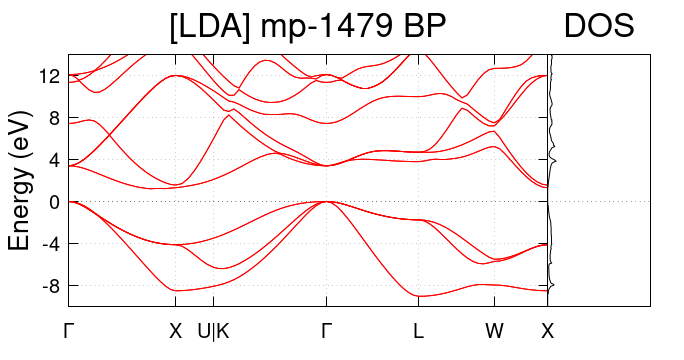 [LDA] mp-1479 BP
DOS
Energy (eV)
12
8
4
0
-4
-8
Γ X U|K Γ L W X